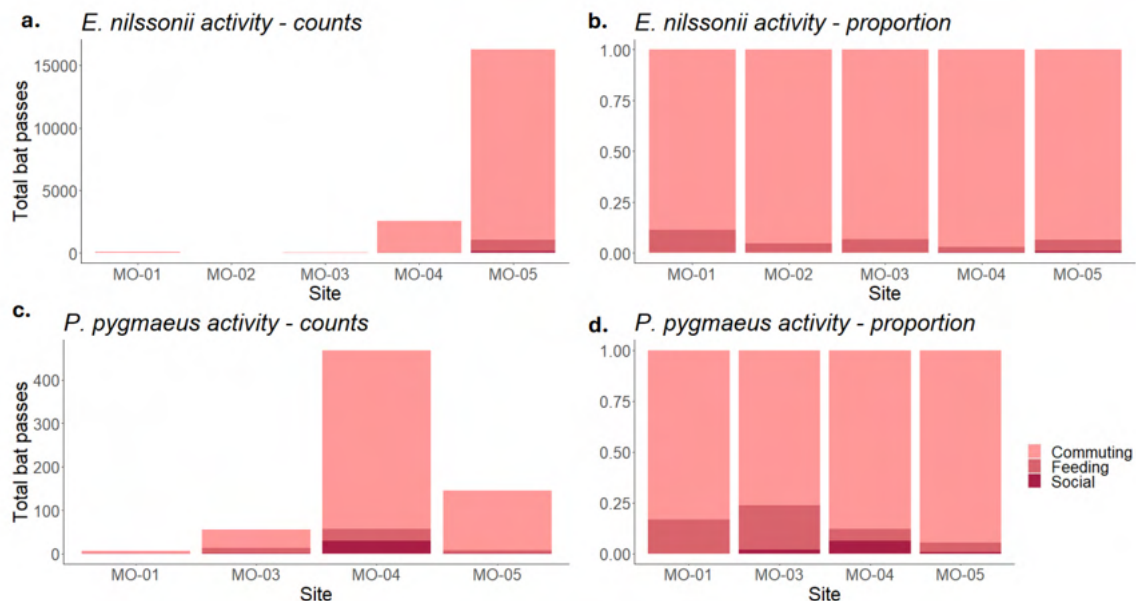 a. E. nilssonii activity - counts
Total bat passes
15000
10000
5000
0
MO-01 MO-02 MO-03 MO-04 MO-05
Site
b. E. nilssonii activity - proportion
1.00
0.75
0.50
0.25
0.00
MO-01 MO-02 MO-03 MO-04 MO-05
Site
c. P. pygmaeus activity - counts
Total bat passes
400
300
200
100
0
MO-01 MO-03 MO-04 MO-05
Site
d. P. pygmaeus activity - proportion
1.00
0.75
0.50
0.25
0.00
MO-01 MO-03 MO-04 MO-05
Site
Commuting
Feeding
Social